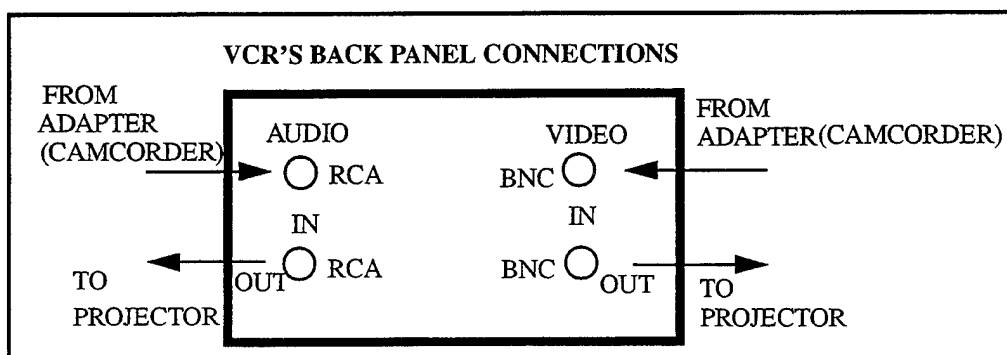 VCR'S BACK PANEL CONNECTIONS
FROM
ADAPTER
(CAMCORDER)
AUDIO
RCA
IN
RCA
OUT
TO
PROJECTOR
VIDEO
BNC
IN
BNC
OUT
FROM
ADAPTER(CAMCORDER)
TO
PROJECTOR